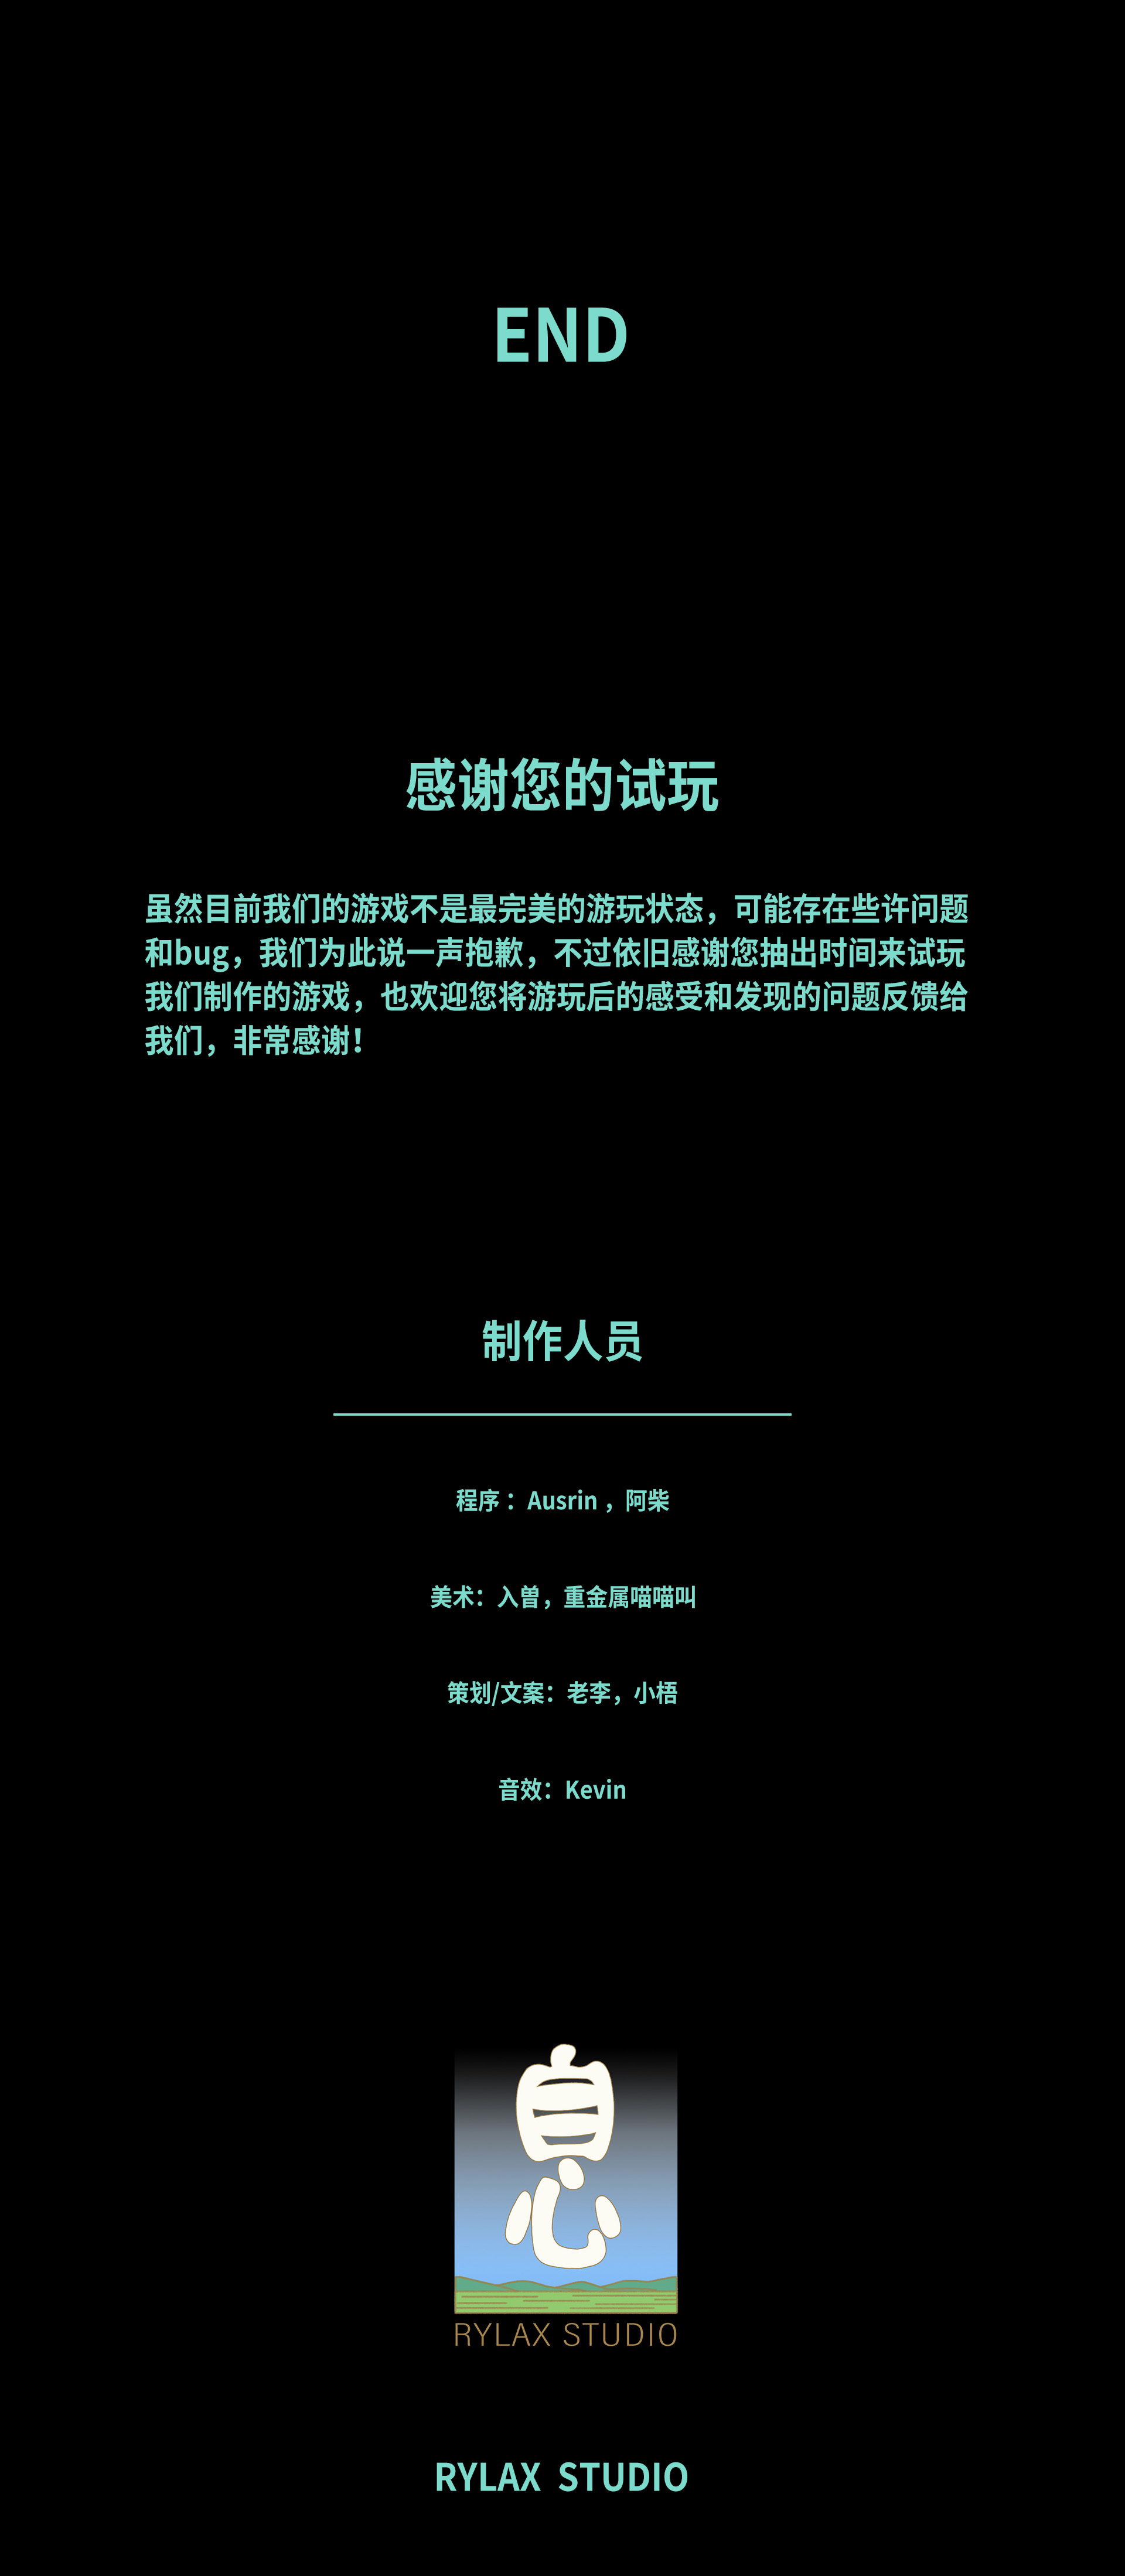 END
感谢您的试玩
虽然目前我们的游戏不是最完美的游玩状态，可能存在些许问题
和bug，我们为此说一声抱歉，不过依旧感谢您抽出时间来试玩
我们制作的游戏，也欢迎您将游玩后的感受和发现的问题反馈给
我们，非常感谢！
制作人员
程序 ：Ausrin ，阿柴
美术：入兽，重金属喵喵叫
策划/文案：老李，小梧
音效：Kevin
息
RYLAX STUDIO
RYLAX STUDIO